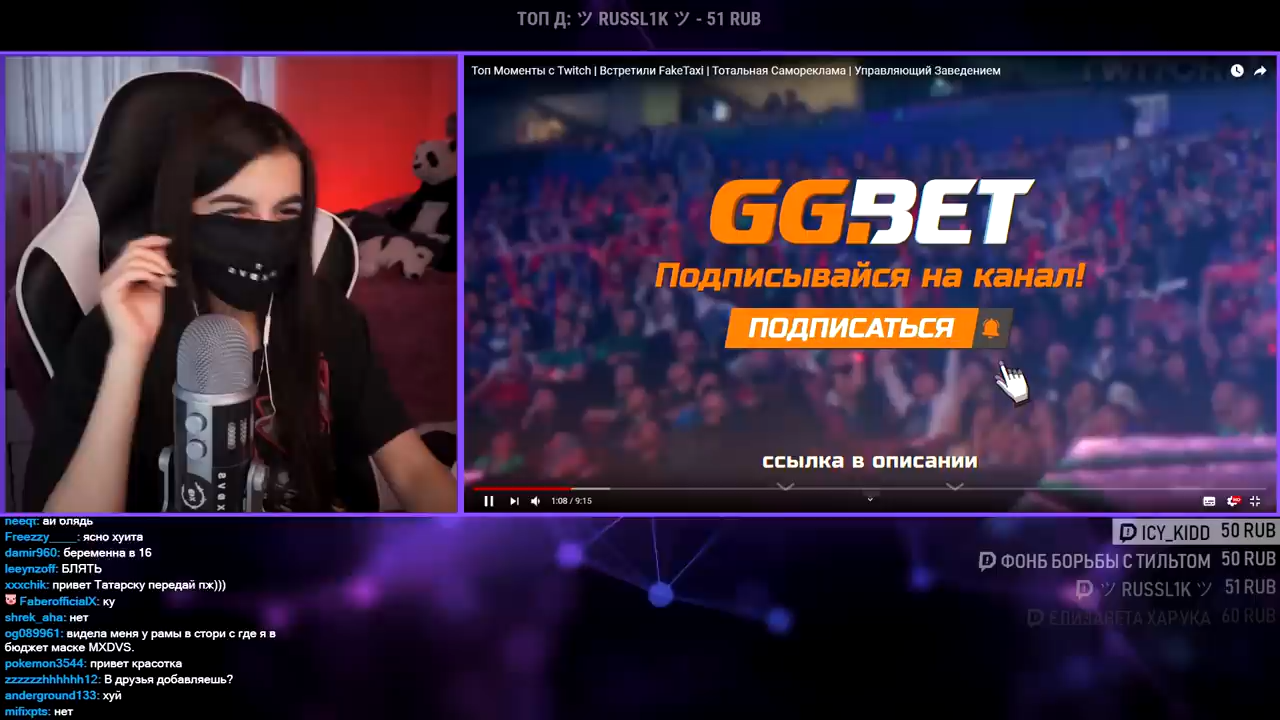 ТОП Д: ツ RUSSL1K ツ - 51 RUB
Топ Моменты с Twitch | Встретили FakeTaxi | Тотальная Самореклама | Управляющий Заведением
GG.BET
Подписывайся на канал!
ПОДПИСАТЬСЯ
ссылка в описании
1:08 / 9:15
neeqt: ай блядь
Freezzy____: ясно хуита
damir960: беременна в 16
leeynzoff: БЛЯТЬ
xxxchik: привет Татарску передай пж)))
FaberofficialX: ку
shrek_aha: нет
og089961: видела меня у рамы в стори с где я в
бюджет маске MXDVS.
pokemon3544: привет красотка
zzzzzzhhhhhh12: В друзья добавляешь?
anderground133: хуй
mifixpts: нет
ICY_KIDD 50 RUB
ФОНБ БОРЬБЫ С ТИЛЬТОМ 50 RUB
ツ RUSSL1K ツ 51 RUB
ЕЛИЗАВЕТА ХАРУКА 60 RUB